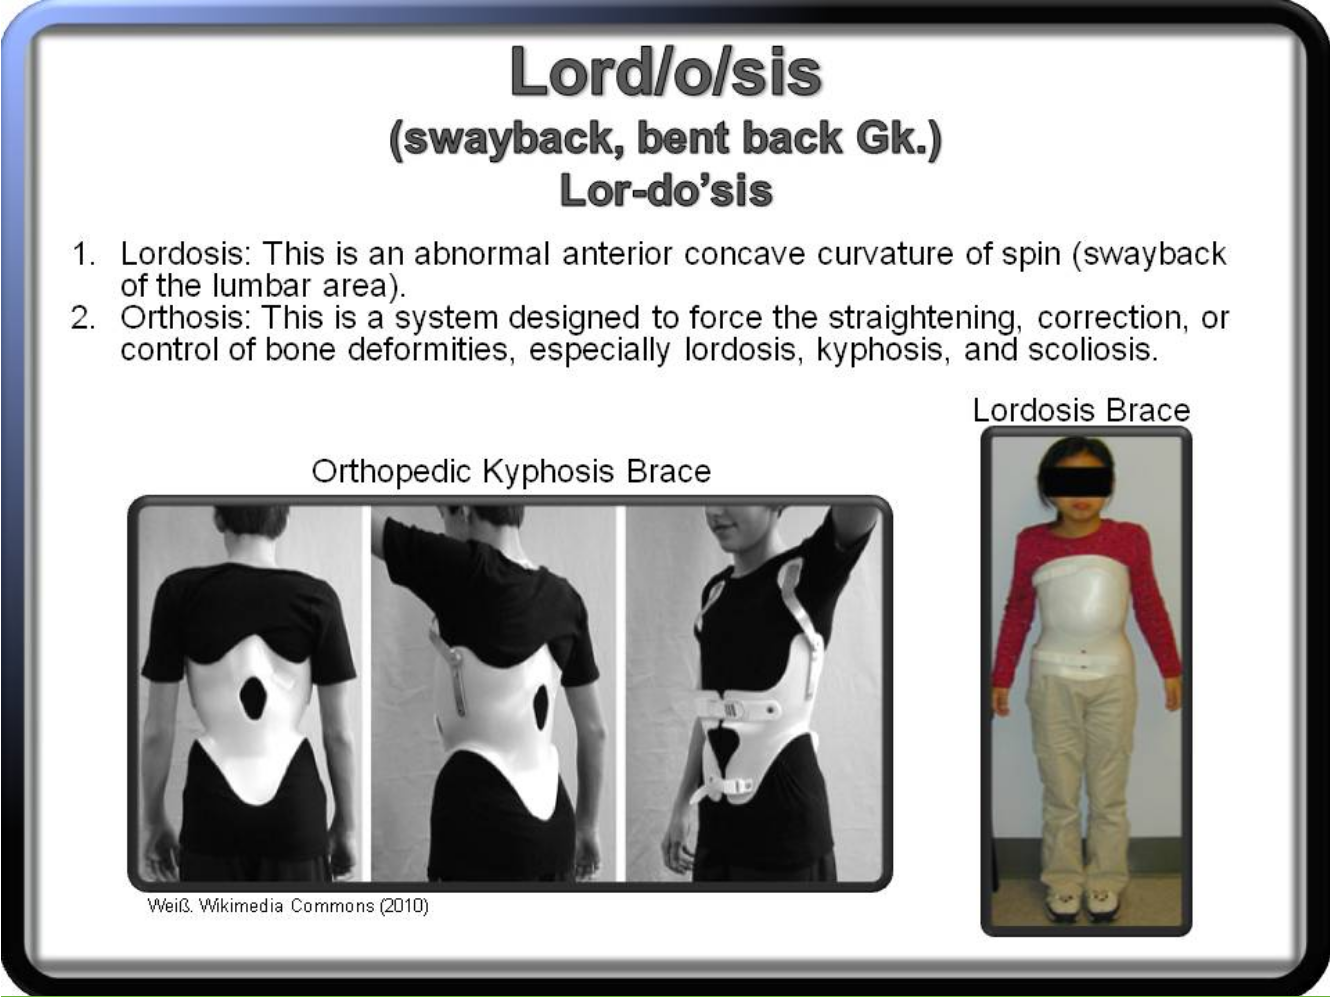 Lord/o/sis
(swayback, bent back Gk.)
Lor-do’sis
1. Lordosis: This is an abnormal anterior concave curvature of spin (swayback
of the lumbar area).
2. Orthosis: This is a system designed to force the straightening, correction, or
control of bone deformities, especially lordosis, kyphosis, and scoliosis.
Lordosis Brace
Orthopedic Kyphosis Brace
Weiß. Wikimedia Commons (2010)